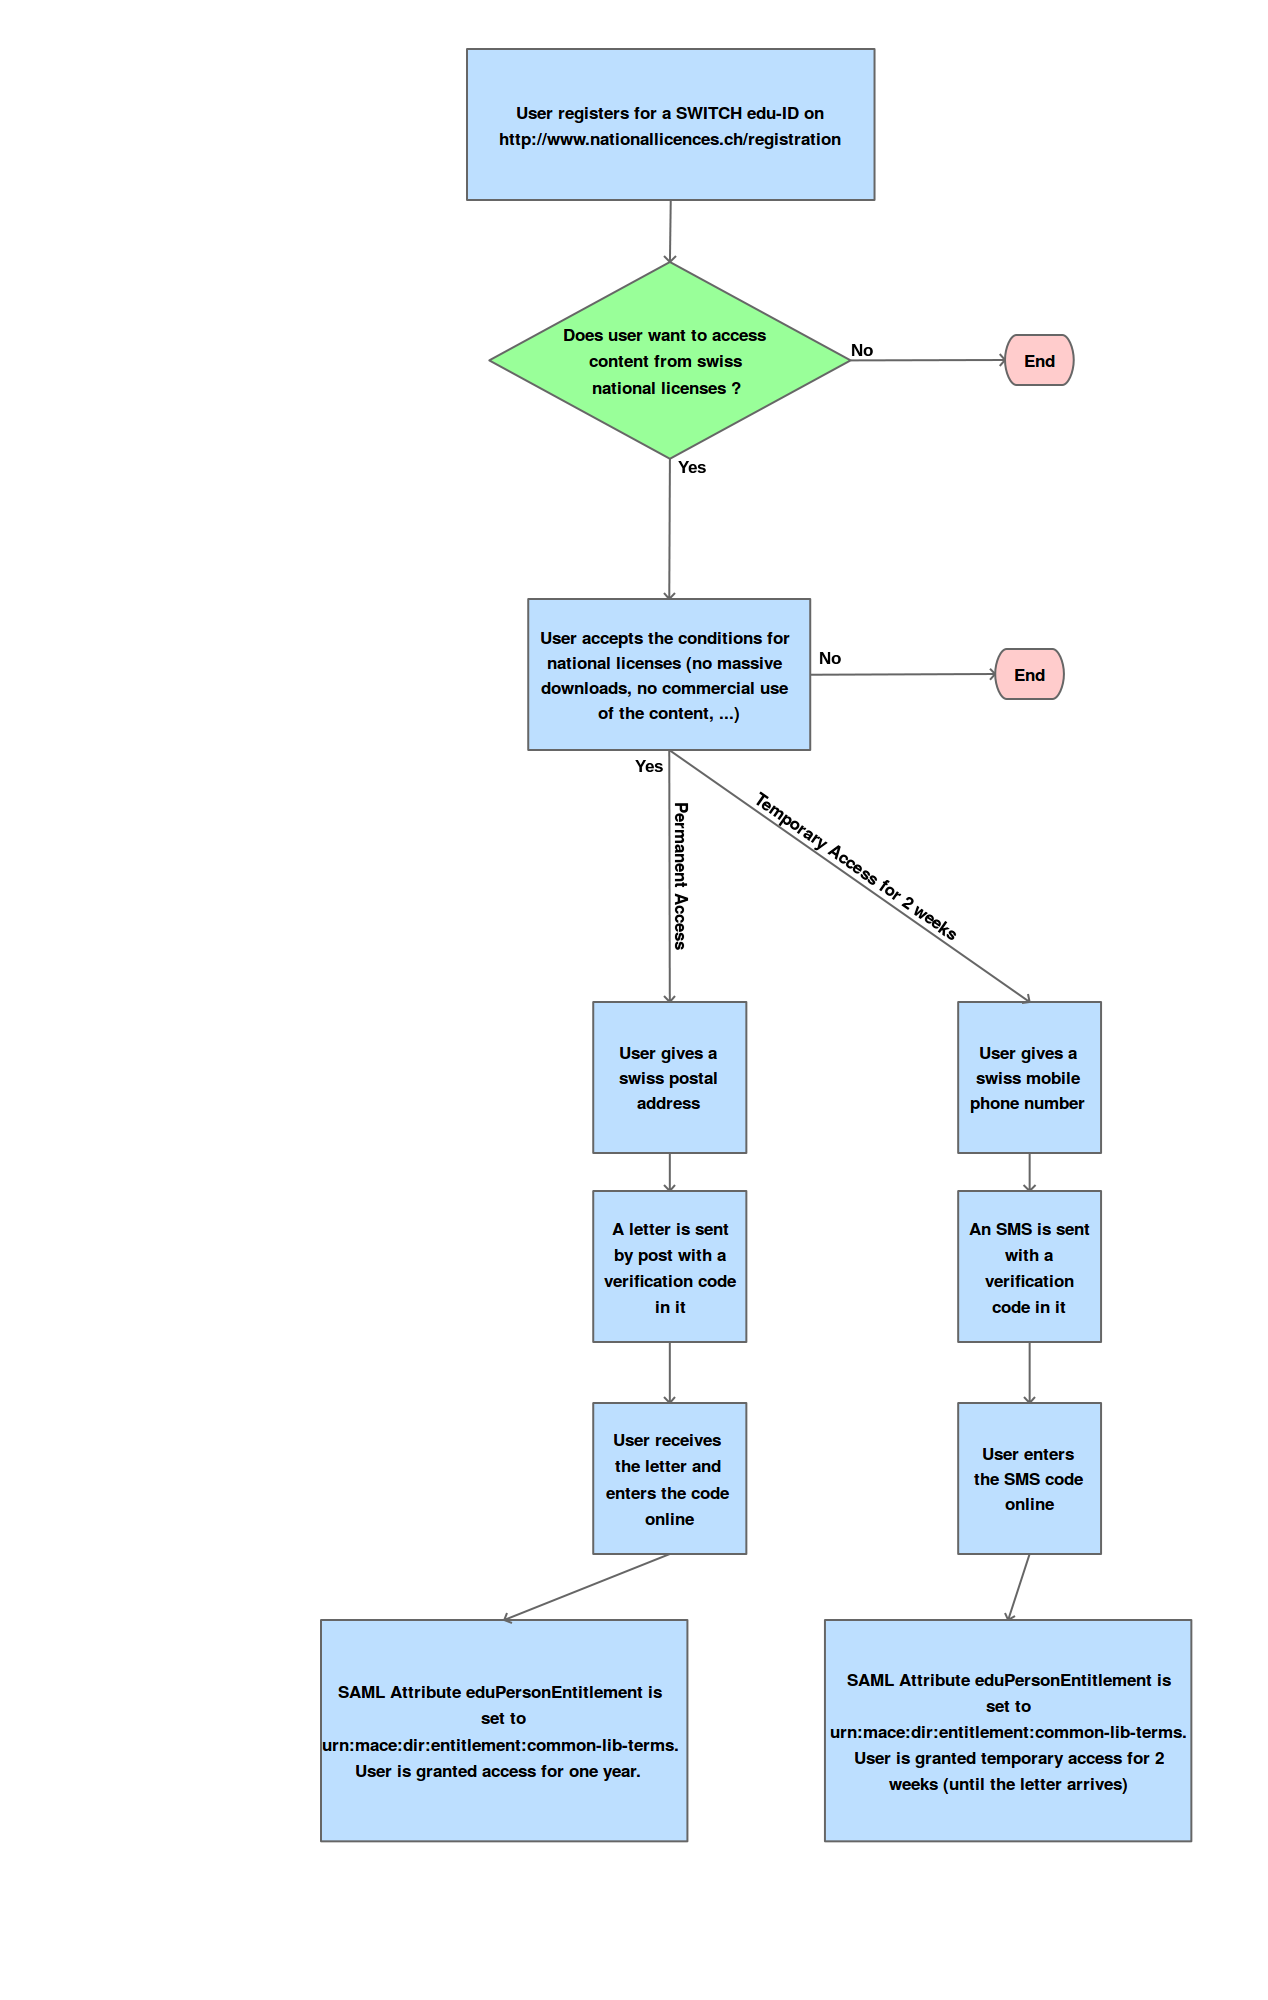 User registers for a SWITCH edu-ID on
http://www.nationallicences.ch/registration
Does user want to access
content from swiss
national licenses ?
No
End
Yes
User accepts the conditions for
national licenses (no massive
downloads, no commercial use
of the content, ...)
No
End
Yes
Permanent Access
Temporary Access for 2 weeks
User gives a
swiss postal
address
User gives a
swiss mobile
phone number
A letter is sent
by post with a
verification code
in it
An SMS is sent
with a
verification
code in it
User receives
the letter and
enters the code
online
User enters
the SMS code
online
SAML Attribute eduPersonEntitlement is
set to
urn:mace:dir:entitlement:common-lib-terms.
User is granted access for one year.
SAML Attribute eduPersonEntitlement is
set to
urn:mace:dir:entitlement:common-lib-terms.
User is granted temporary access for 2
weeks (until the letter arrives)